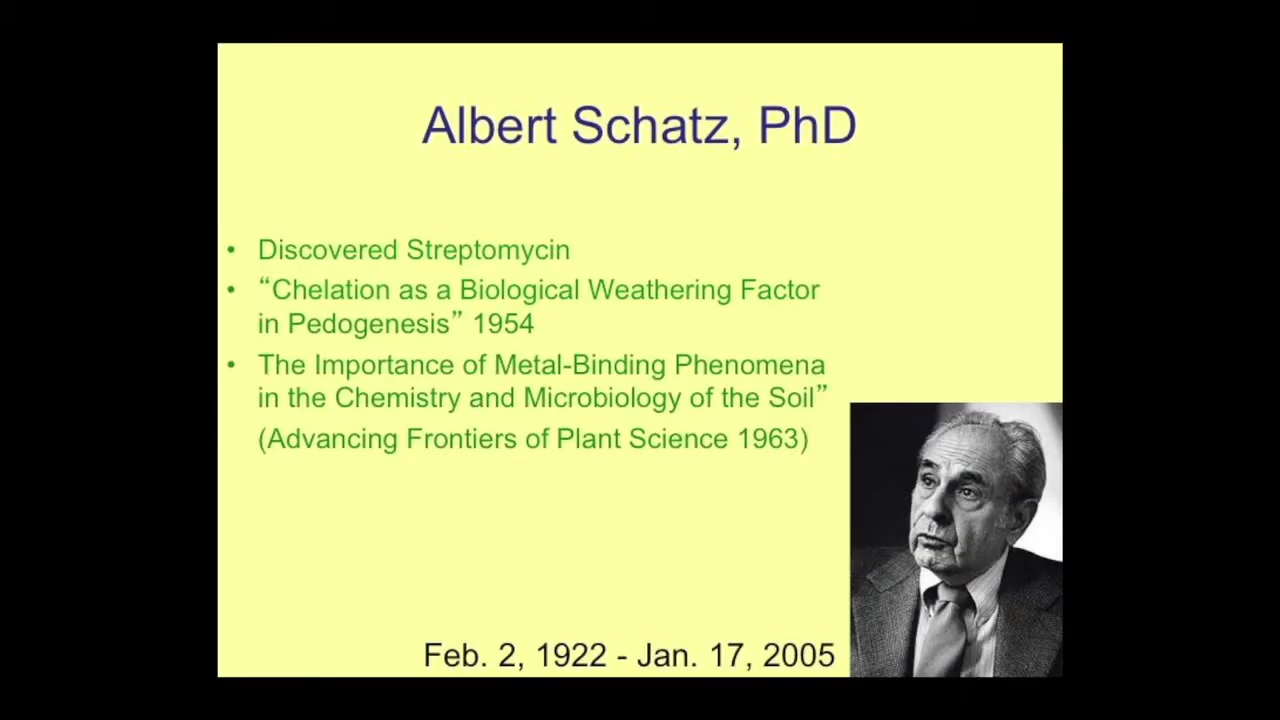 Albert Schatz, PhD
• Discovered Streptomycin
• “Chelation as a Biological Weathering Factor
in Pedogenesis” 1954
• The Importance of Metal-Binding Phenomena
in the Chemistry and Microbiology of the Soil”
(Advancing Frontiers of Plant Science 1963)
Feb. 2, 1922 - Jan. 17, 2005